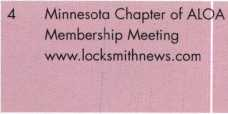 4 Minnesota Chapter of ALOA
Membership Meeting
www.locksmithnews.com